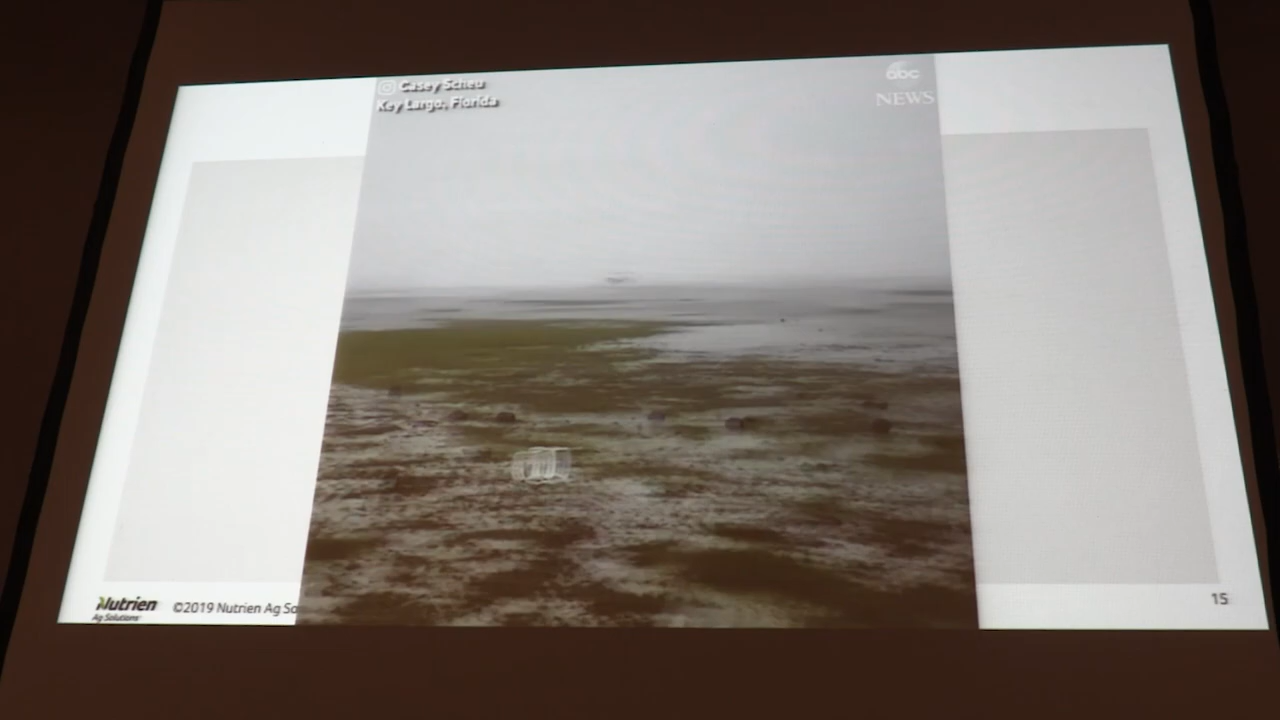 Casey Scheu
Key Largo, Florida
abc
NEWS
Nutrien
Ag Solutions
©2019 Nutrien Ag So
15